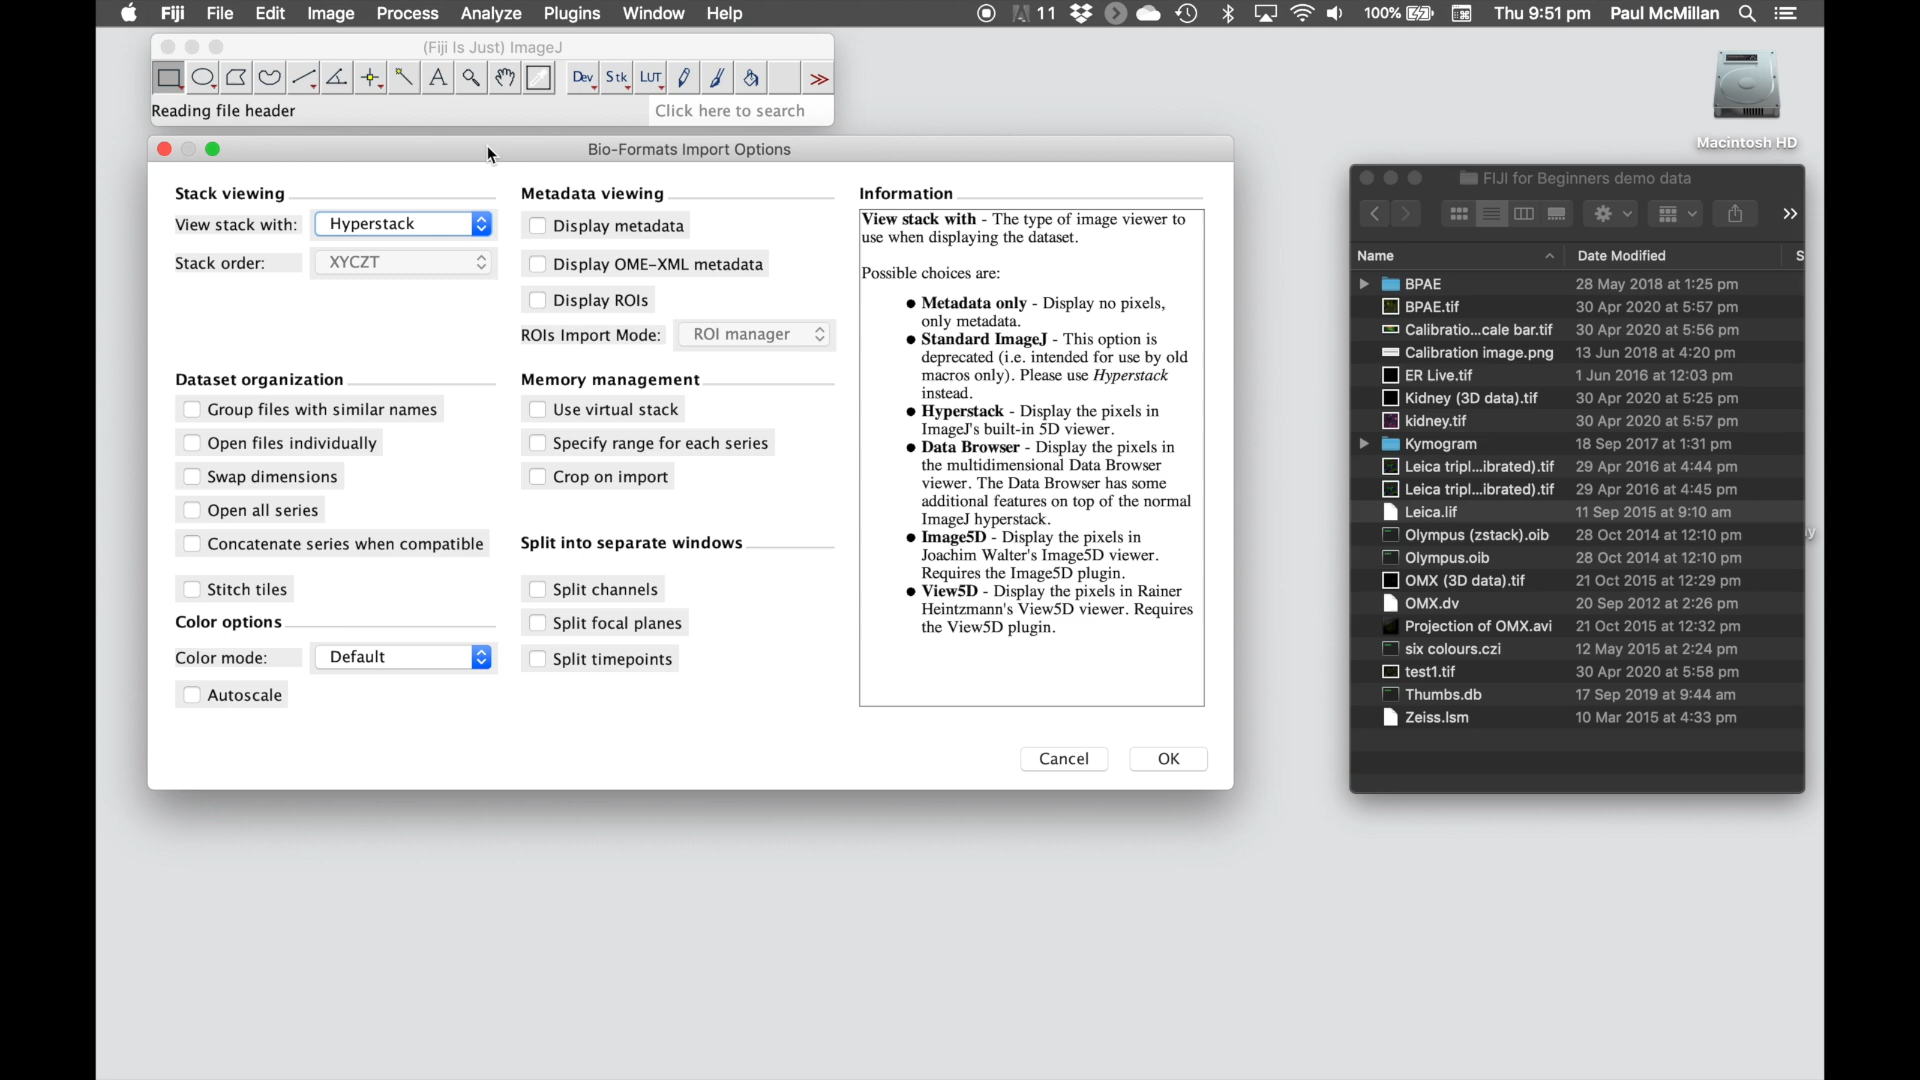 Fiji File Edit Image Process Analyze Plugins Window Help 11 100% Thu 9:51 pm Paul McMillan
(Fiji Is Just) ImageJ
Dev Stk LUT
Reading file header Click here to search
Macintosh HD
Bio-Formats Import Options
Stack viewing
View stack with: Hyperstack
Stack order: XYCZT
Metadata viewing
Display metadata
Display OME-XML metadata
Display ROIs
ROIs Import Mode: ROI manager
Dataset organization
Group files with similar names
Open files individually
Swap dimensions
Open all series
Concatenate series when compatible
Stitch tiles
Color options
Color mode: Default
Autoscale
Memory management
Use virtual stack
Specify range for each series
Crop on import
Split into separate windows
Split channels
Split focal planes
Split timepoints
Information
View stack with - The type of image viewer to
use when displaying the dataset.
Possible choices are:
● Metadata only - Display no pixels,
only metadata.
● Standard ImageJ - This option is
deprecated (i.e. intended for use by old
macros only). Please use Hyperstack
instead.
● Hyperstack - Display the pixels in
ImageJ's built-in 5D viewer.
● Data Browser - Display the pixels in
the multidimensional Data Browser
viewer. The Data Browser has some
additional features on top of the normal
ImageJ hyperstack.
● Image5D - Display the pixels in
Joachim Walter's Image5D viewer.
Requires the Image5D plugin.
● View5D - Display the pixels in Rainer
Heintzmann's View5D viewer. Requires
the View5D plugin.
Cancel OK
FIJI for Beginners demo data
Name Date Modified S
BPAE 28 May 2018 at 1:25 pm
BPAE.tif 30 Apr 2020 at 5:57 pm
Calibratio...cale bar.tif 30 Apr 2020 at 5:56 pm
Calibration image.png 13 Jun 2018 at 4:20 pm
ER Live.tif 1 Jun 2016 at 12:03 pm
Kidney (3D data).tif 30 Apr 2020 at 5:25 pm
kidney.tif 30 Apr 2020 at 5:57 pm
Kymogram 18 Sep 2017 at 1:31 pm
Leica tripl...ibrated).tif 29 Apr 2016 at 4:44 pm
Leica tripl...ibrated).tif 29 Apr 2016 at 4:45 pm
Leica.lif 11 Sep 2015 at 9:10 am
Olympus (zstack).oib 28 Oct 2014 at 12:10 pm
Olympus.oib 28 Oct 2014 at 12:10 pm
OMX (3D data).tif 21 Oct 2015 at 12:29 pm
OMX.dv 20 Sep 2012 at 2:26 pm
Projection of OMX.avi 21 Oct 2015 at 12:32 pm
six colours.czi 12 May 2015 at 2:24 pm
test1.tif 30 Apr 2020 at 5:58 pm
Thumbs.db 17 Sep 2019 at 9:44 am
Zeiss.lsm 10 Mar 2015 at 4:33 pm